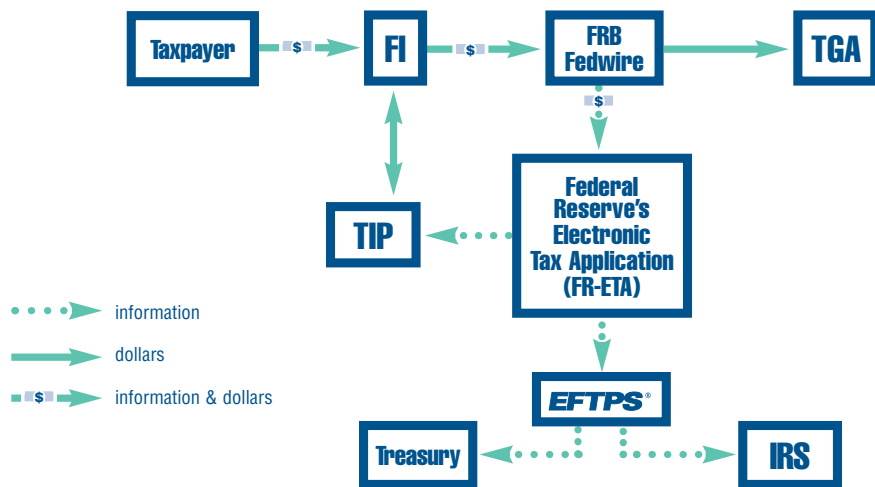 Taxpayer
$
FI
$
FRB
Fedwire
TGA
$
Federal
Reserve's
Electronic
Tax Application
(FR-ETA)
TIP
information
dollars
$
information & dollars
EFTPS®
Treasury
IRS